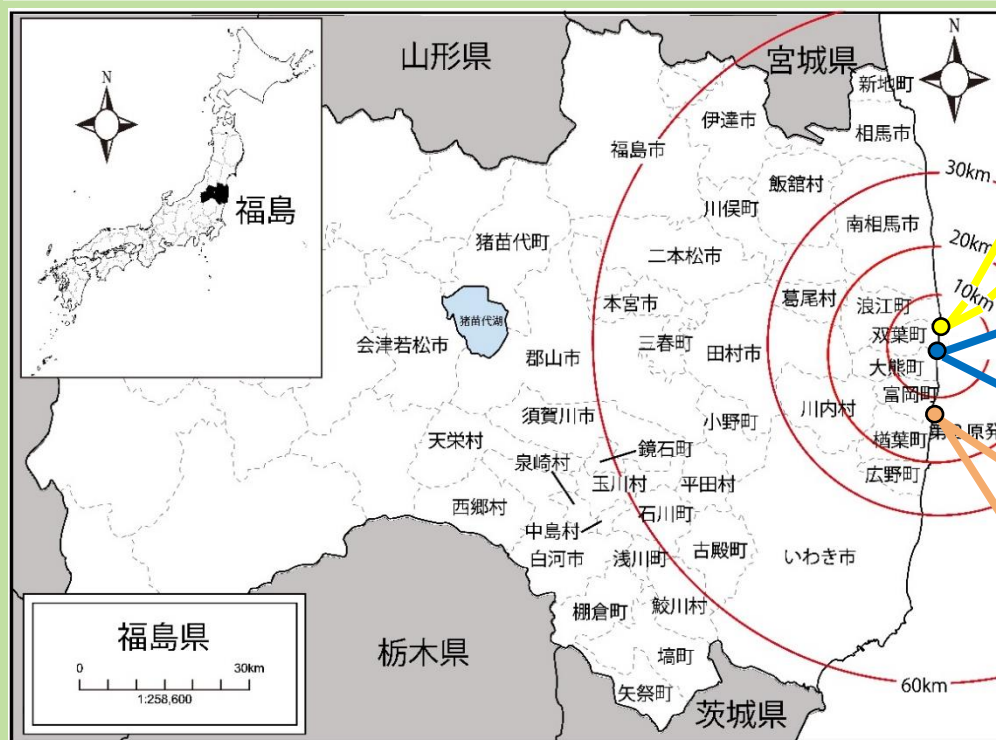 山形県
宮城県
N
N
新地町
伊達市
相馬市
福島市
30km
飯舘村
川俣町
福島
南相馬市
猪苗代町
二本松市
20km
10km
葛尾村
浪江町
本宮市
猪苗代湖
双葉町
会津若松市
三春町
田村市
郡山市
大熊町
富岡町
川内村
須賀川市
小野町
天栄村
鏡石町
楢葉町
原発
泉崎村
玉川村
平田村
広野町
西郷村
石川町
中島村
古殿町
白河市
浅川町
いわき市
棚倉町
鮫川村
福島県
栃木県
塙町
0
30km
60km
1:258,600
矢祭町
茨城県